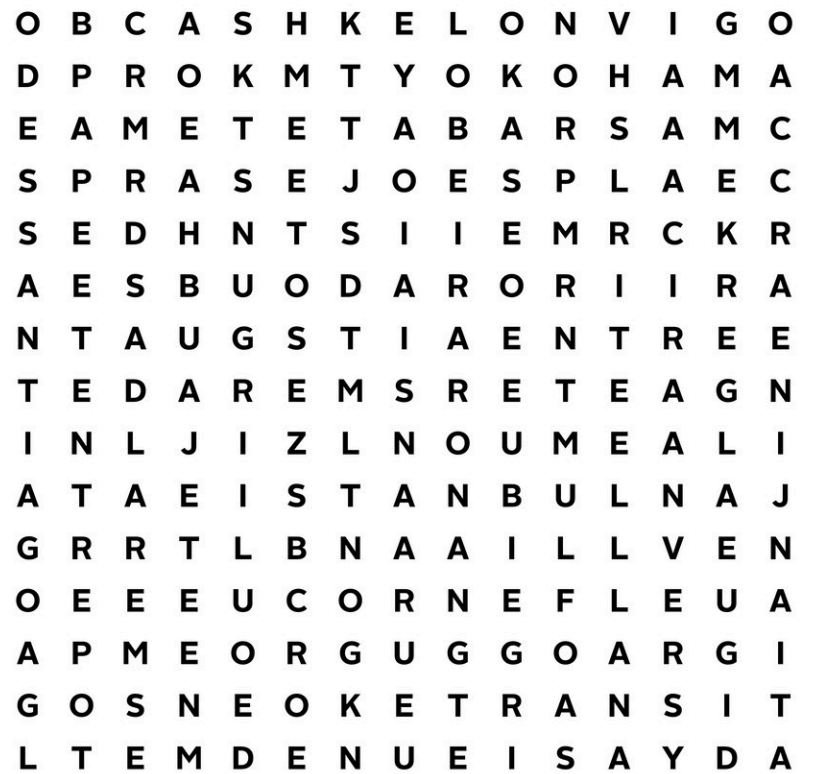 O B C A S H K E L O N V I G O
D P R O K M T Y O K O H A M A
E A M E T E T A B A R S A M C
S P R A S E J O E S P L A E C
S E D H N T S I I E M R C K R
A E S B U O D A R O R I I R A
N T A U G S T I A E N T R E E
T E D A R E M S R E T E A G N
I N L J I Z L N O U M E A L I
A T A E I S T A N B U L N A J
G R R T L B N A A I L L V E N
O E E E U C O R N E F L E U A
A P M E O R G U G G O A R G I
G O S N E O K E T R A N S I T
L T E M D E N U E I S A Y D A